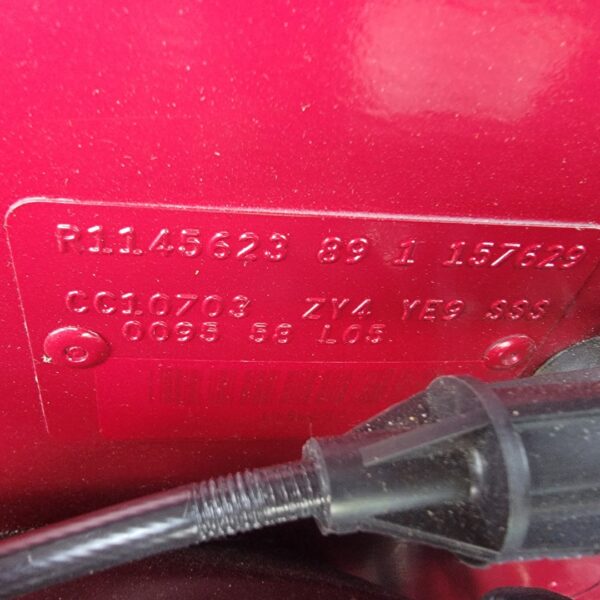 R1145623 89 1 157629
CC10703 ZY4 YE9 SSS
0095 58 L05